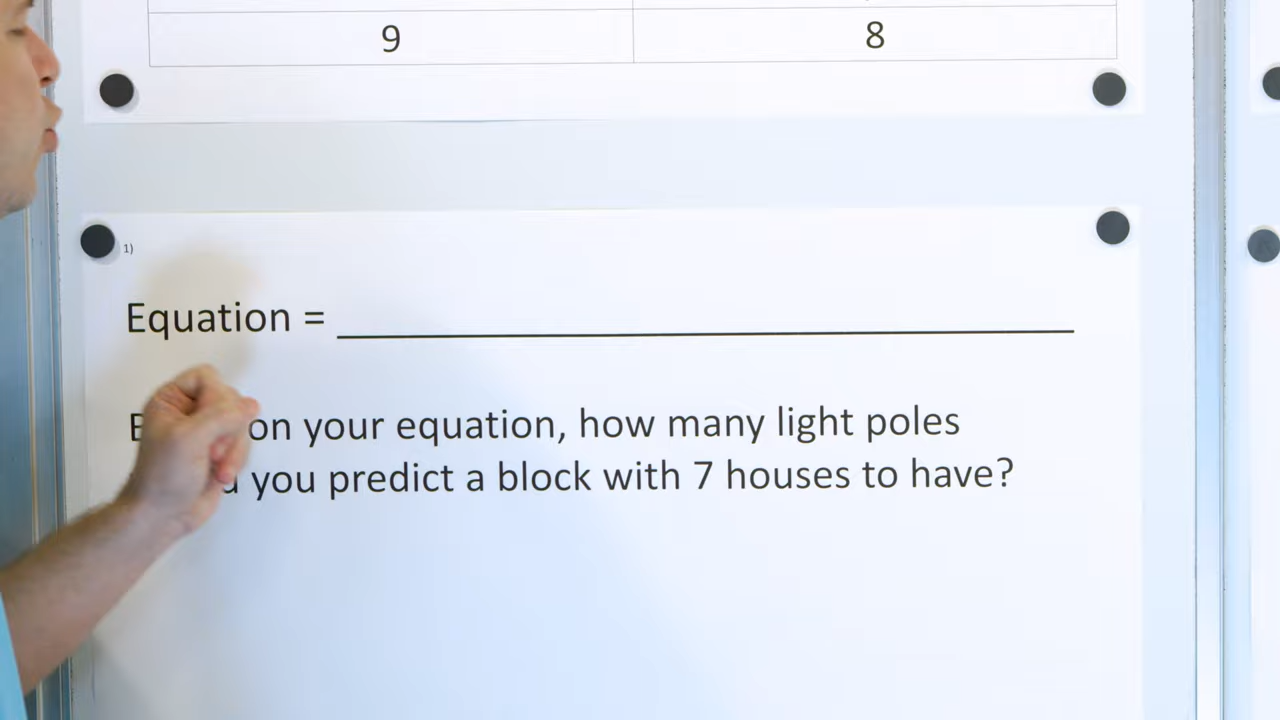 9 8
1)
Equation =
on your equation, how many light poles
you predict a block with 7 houses to have?